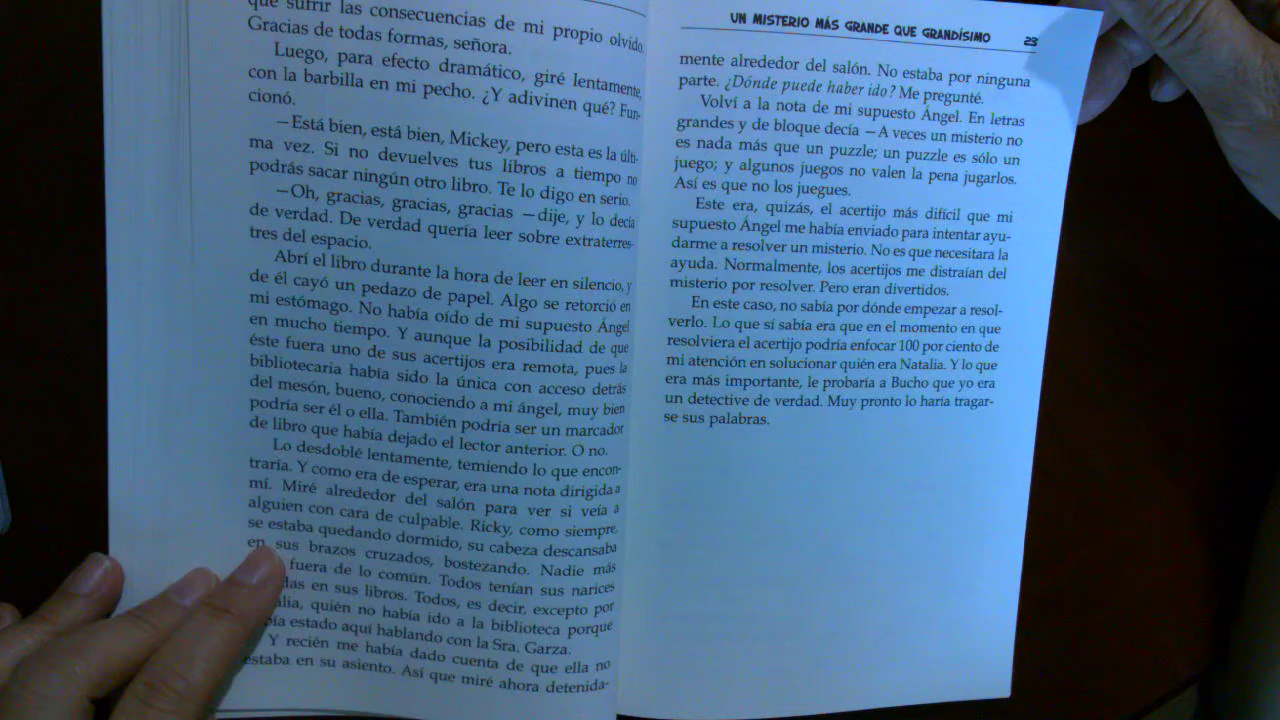 que sufrir las consecuencias de mi propio olvido.
Gracias de todas formas, señora.
Luego, para efecto dramático, giré lentamente,
con la barbilla en mi pecho. ¿Y adivinen qué? Fun-
cionó.
—Está bien, está bien, Mickey, pero esta es la últi-
ma vez. Si no devuelves tus libros a tiempo no
podrás sacar ningún otro libro. Te lo digo en serio.
—Oh, gracias, gracias, gracias —dije, y lo decía
de verdad. De verdad quería leer sobre extraterres-
tres del espacio.
Abrí el libro durante la hora de leer en silencio, y
de él cayó un pedazo de papel. Algo se retorció en
mi estómago. No había oído de mi supuesto Ángel
en mucho tiempo. Y aunque la posibilidad de que
éste fuera uno de sus acertijos era remota, pues la
bibliotecaria había sido la única con acceso detrás
del mesón, bueno, conociendo a mi ángel, muy bien
podría ser él o ella. También podría ser un marcador
de libro que había dejado el lector anterior. O no.
Lo desdoblé lentamente, temiendo lo que encon-
traría. Y como era de esperar, era una nota dirigida a
mí. Miré alrededor del salón para ver si veía a
alguien con cara de culpable. Ricky, como siempre,
se estaba quedando dormido, su cabeza descansaba
en sus brazos cruzados, bostezando. Nadie más
fuera de lo común. Todos tenían sus narices
das en sus libros. Todos, es decir, excepto por
alia, quién no había ido a la biblioteca porque
bía estado aquí hablando con la Sra. Garza.
Y recién me había dado cuenta de que ella no
estaba en su asiento. Así que miré ahora detenida-
UN MISTERIO MÁS GRANDE QUE GRANDÍSIMO 23
mente alrededor del salón. No estaba por ninguna
parte. ¿Dónde puede haber ido? Me pregunté.
Volví a la nota de mi supuesto Ángel. En letras
grandes y de bloque decía —A veces un misterio no
es nada más que un puzzle; un puzzle es sólo un
juego; y algunos juegos no valen la pena jugarlos.
Así es que no los juegues.
Este era, quizás, el acertijo más difícil que mi
supuesto Ángel me había enviado para intentar ayu-
darme a resolver un misterio. No es que necesitara la
ayuda. Normalmente, los acertijos me distraían del
misterio por resolver. Pero eran divertidos.
En este caso, no sabía por dónde empezar a resol-
verlo. Lo que sí sabía era que en el momento en que
resolviera el acertijo podría enfocar 100 por ciento de
mi atención en solucionar quién era Natalia. Y lo que
era más importante, le probaría a Bucho que yo era
un detective de verdad. Muy pronto lo haría tragar-
se sus palabras.